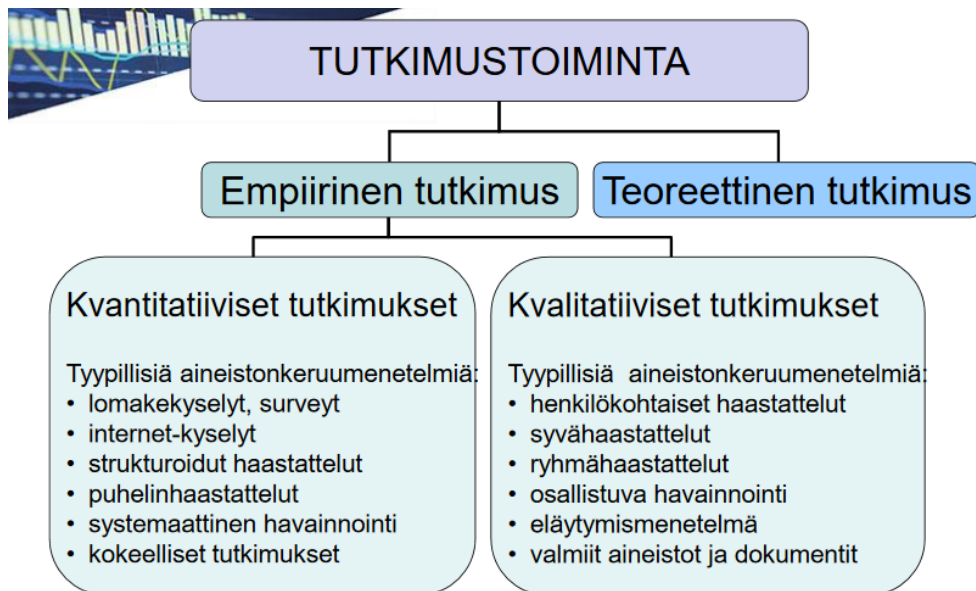 TUTKIMUSTOIMINTA
Empiirinen tutkimus
Teoreettinen tutkimus
Kvantitatiiviset tutkimukset
Tyypillisiä aineistonkeruumenetelmiä:
• lomakekyselyt, surveyt
• internet-kyselyt
• strukturoidut haastattelut
• puhelinhaastattelut
• systemaattinen havainnointi
• kokeelliset tutkimukset
Kvalitatiiviset tutkimukset
Tyypillisiä aineistonkeruumenetelmiä:
• henkilökohtaiset haastattelut
• syvähaastattelut
• ryhmähaastattelut
• osallistuva havainnointi
• eläytymismenetelmä
• valmiit aineistot ja dokumentit